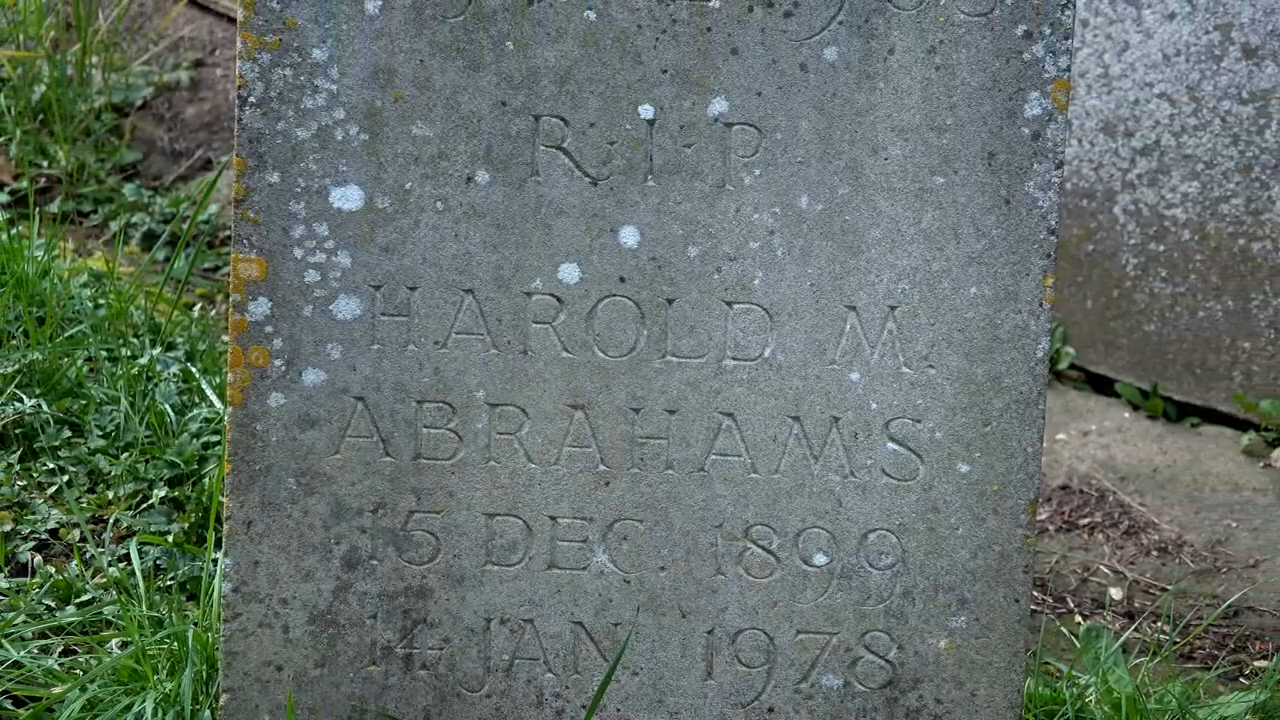 R·I·P
HAROLD M.
ABRAHAMS
15 DEC. 1899
14 JAN 1978